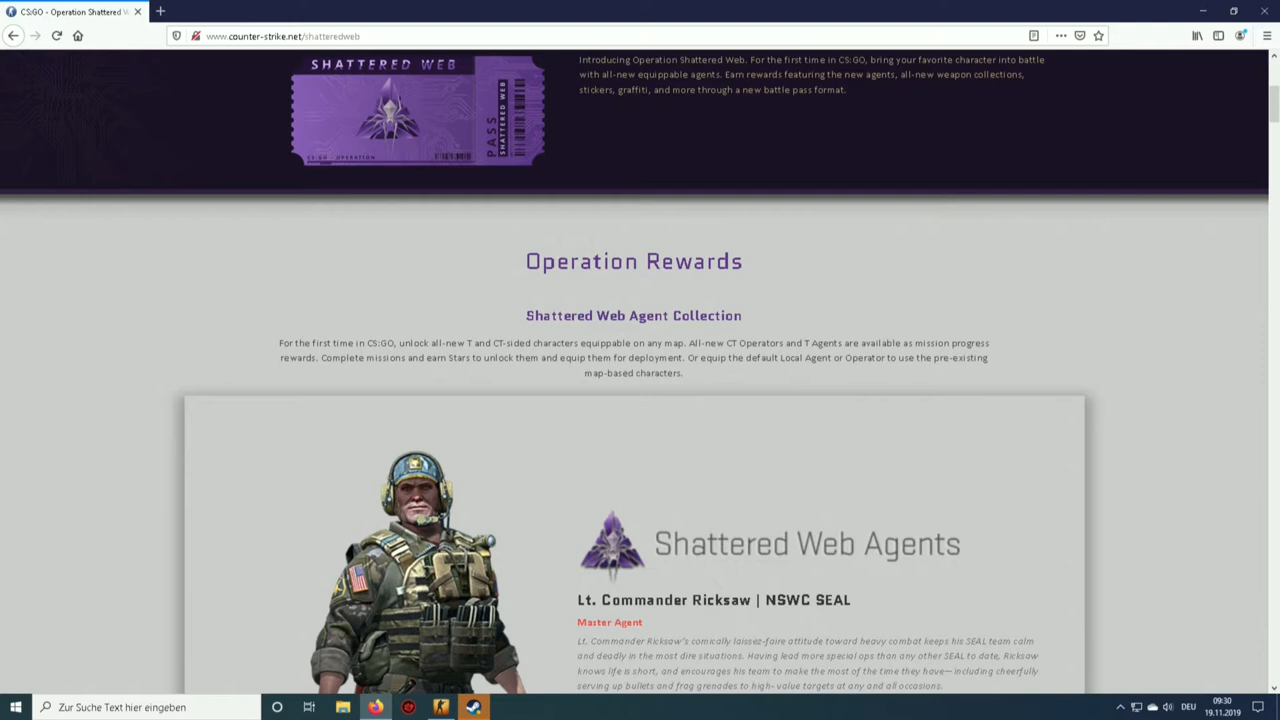 CS:GO - Operation Shattered W
www.counter-strike.net/shatteredweb
SHATTERED WEB
PASS
SHATTERED WEB
CS:GO - OPERATION
Introducing Operation Shattered Web. For the first time in CS:GO, bring your favorite character into battle
with all-new equippable agents. Earn rewards featuring the new agents, all-new weapon collections,
stickers, graffiti, and more through a new battle pass format.
Operation Rewards
Shattered Web Agent Collection
For the first time in CS:GO, unlock all-new T and CT-sided characters equippable on any map. All-new CT Operators and T Agents are available as mission progress
rewards. Complete missions and earn Stars to unlock them and equip them for deployment. Or equip the default Local Agent or Operator to use the pre-existing
map-based characters.
Shattered Web Agents
Lt. Commander Ricksaw | NSWC SEAL
Master Agent
Lt. Commander Ricksaw's comically laissez-faire attitude toward heavy combat keeps his SEAL team calm
and deadly in the most dire situations. Having lead more special ops than any other SEAL to date, Ricksaw
knows life is short, and encourages his team to make the most of the time they have—including cheerfully
serving up bullets and frag grenades to high- value targets at any and all occasions.
Zur Suche Text hier eingeben
DEU
09:30
19.11.2019